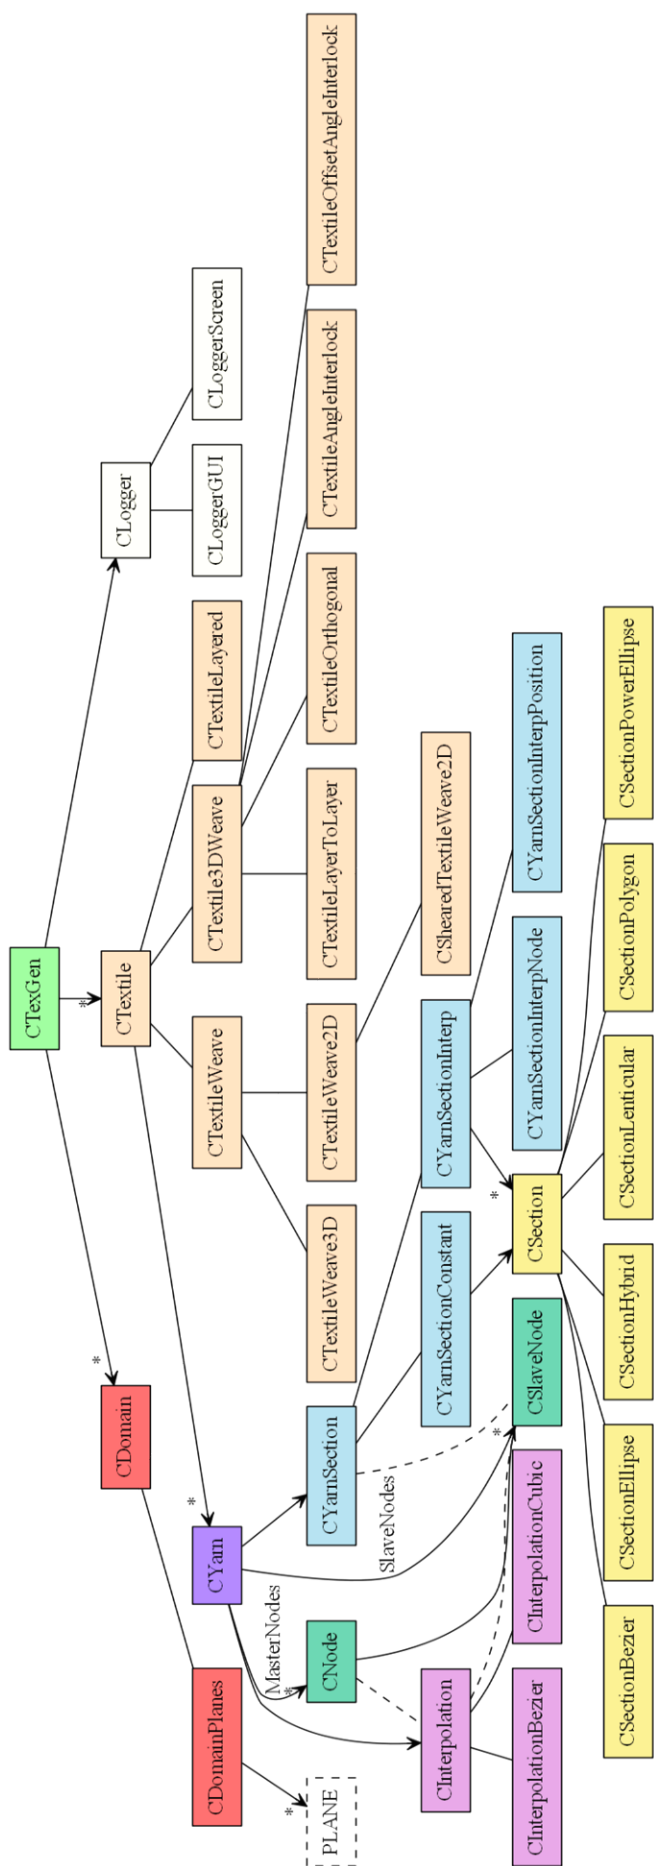 CTexGen
*
*
CDomain
CTextile
CLogger
*
CDomainPlanes
CYarn
CTextileWeave
CTextile3DWeave
CTextileLayered
CLoggerGUI
CLoggerScreen
MasterNodes
*
*
PLANE
CNode
CYarnSection
CTextileWeave3D
CTextileWeave2D
CTextileLayerToLayer
CTextileOrthogonal
CTextileAngleInterlock
CTextileOffsetAngleInterlock
SlaveNodes
CInterpolation
CYarnSectionConstant
CYarnSectionInterp
CShearedTextileWeave2D
*
*
CInterpolationBezier
CInterpolationCubic
CSlaveNode
CSection
CYarnSectionInterpNode
CYarnSectionInterpPosition
CSectionBezier
CSectionEllipse
CSectionHybrid
CSectionLenticular
CSectionPolygon
CSectionPowerEllipse